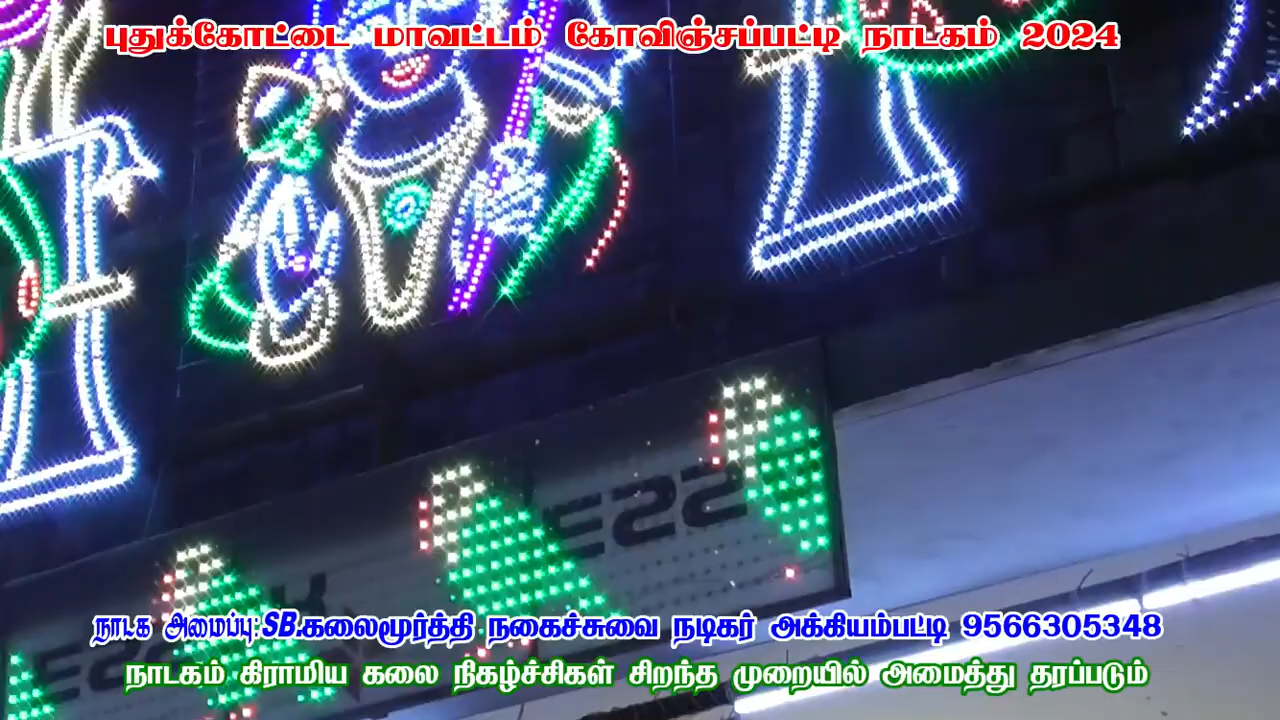 புதுக்கோட்டை மாவட்டம் கோவிஞ்சப்பட்டி நாடகம் 2024
நாடக அமைப்பு:SB.கலைமூர்த்தி நகைச்சுவை நடிகர் அக்கியம்பட்டி 9566305348
நாடகம் கிராமிய கலை நிகழ்ச்சிகள் சிறந்த முறையில் அமைத்து தரப்படும்